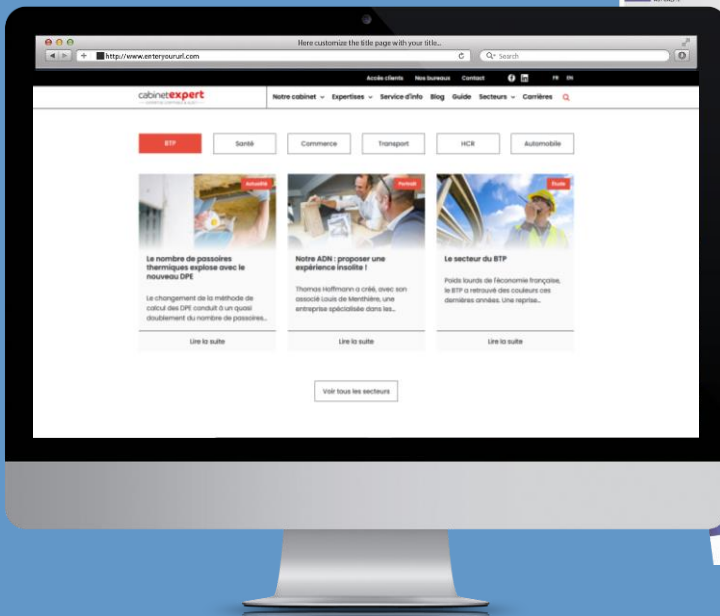 Here customize the title page with your title...
http://www.enteryoururl.com
Search
Accès clients Nos bureaux Contact FR EN
cabinetexpert
Notre cabinet Expertises Service d'info Blog Guide Secteurs Carrières
BTP Santé Commerce Transport HCR Automobile
Actualité
Portrait
Étude
Le nombre de passoires
thermiques explose avec le
nouveau DPE
Le changement de la méthode de
calcul des DPE conduit à un quasi
doublement du nombre de passoires...
Lire la suite
Notre ADN : proposer une
expérience insolite !
Thomas Hoffmann a créé, avec son
associé Louis de Menthière, une
entreprise spécialisée dans les...
Lire la suite
Le secteur du BTP
Poids lourds de l'économie française,
le BTP a retrouvé des couleurs ces
dernières années. Une reprise...
Lire la suite
Voir tous les secteurs